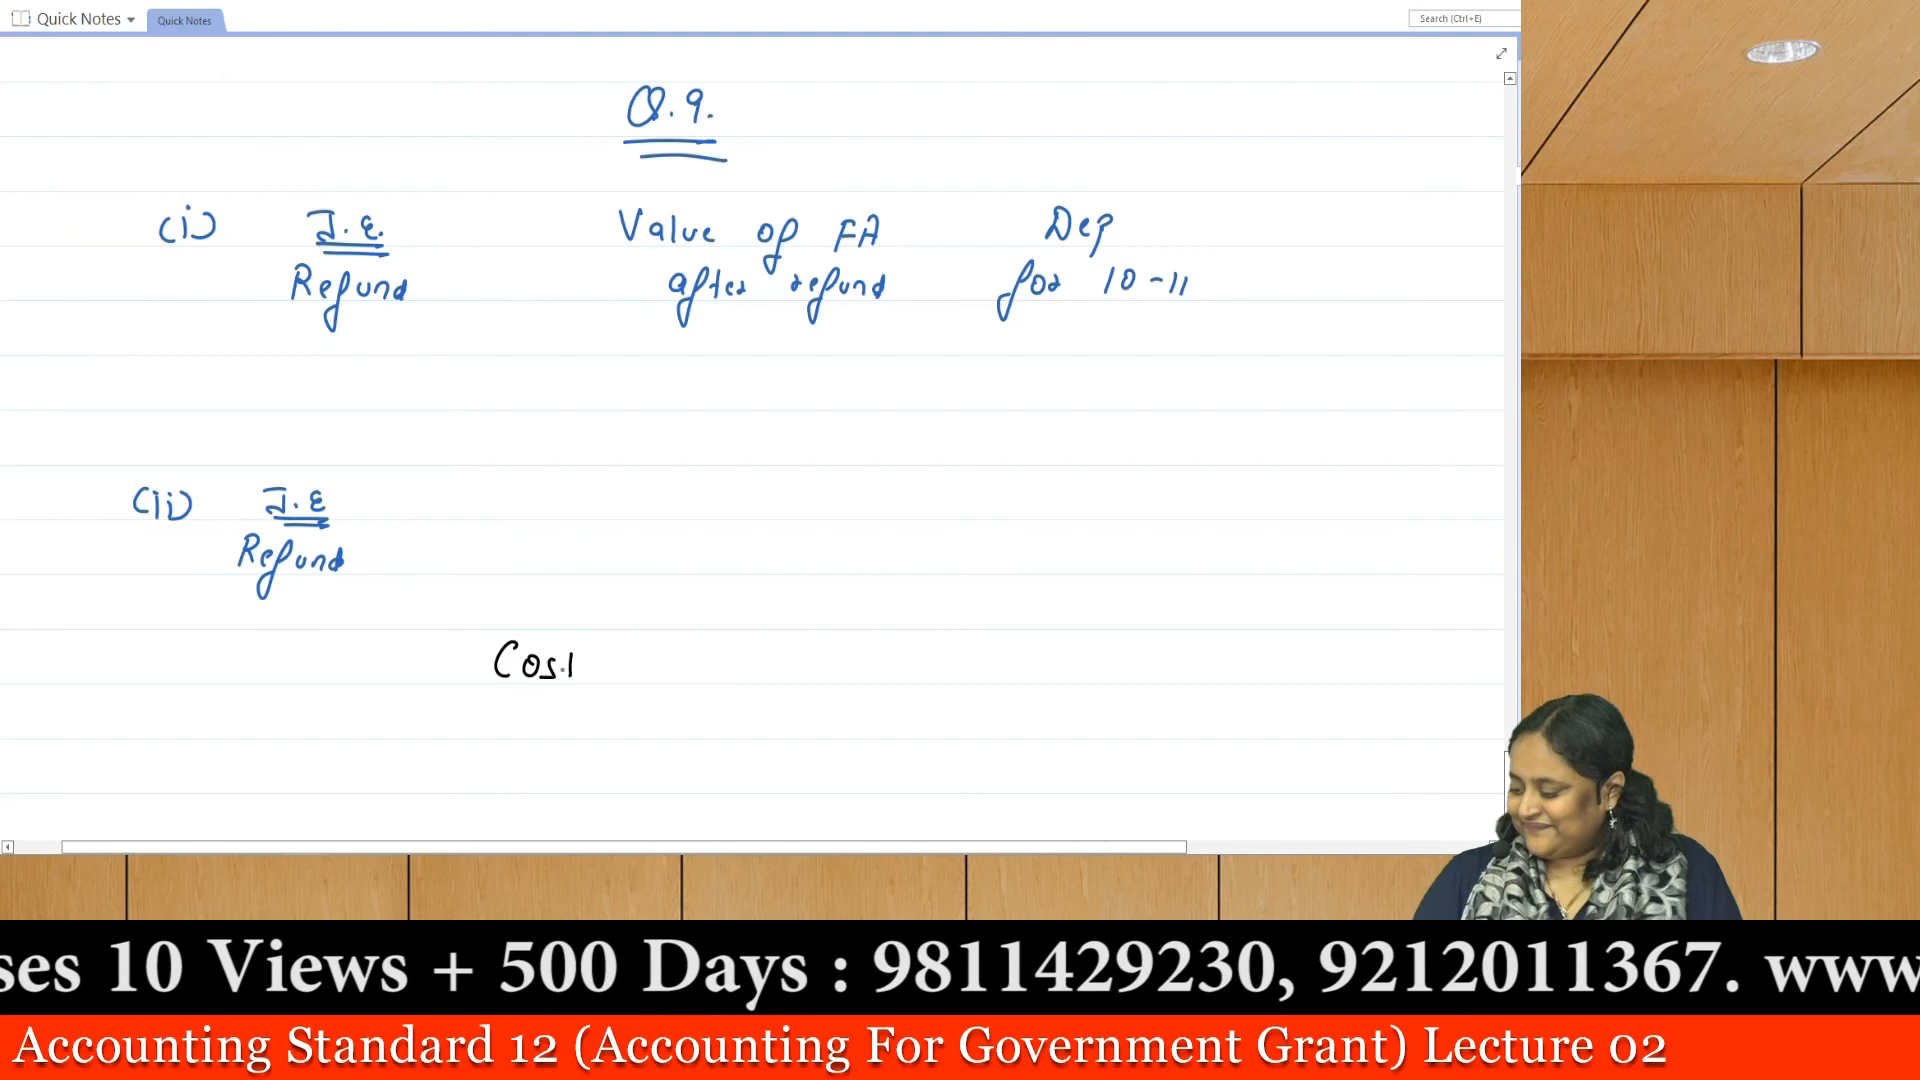 Quick Notes
Quick Notes
Search (Ctrl+E)
Q.9.
(i) J.E. Value of FA Dep
Refund after refund for 10-11
(ii) J.E
Refund
Cost
ses 10 Views + 500 Days : 9811429230, 9212011367. www
Accounting Standard 12 (Accounting For Government Grant) Lecture 02